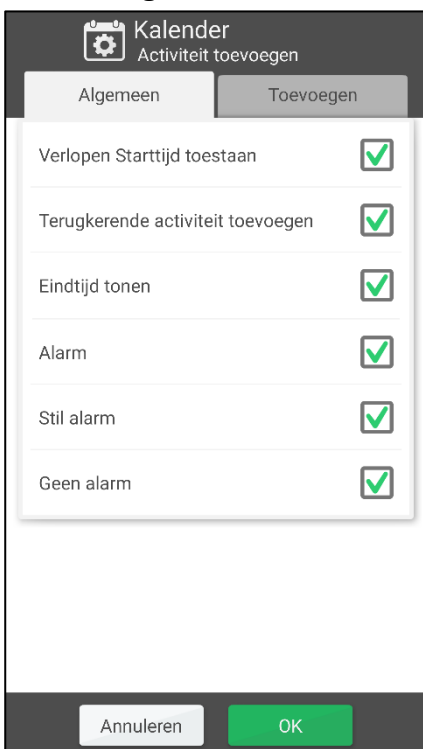 Kalender
Activiteit toevoegen
Algemeen
Toevoegen
Verlopen Starttijd toestaan
Terugkerende activiteit toevoegen
Eindtijd tonen
Alarm
Stil alarm
Geen alarm
Annuleren
OK